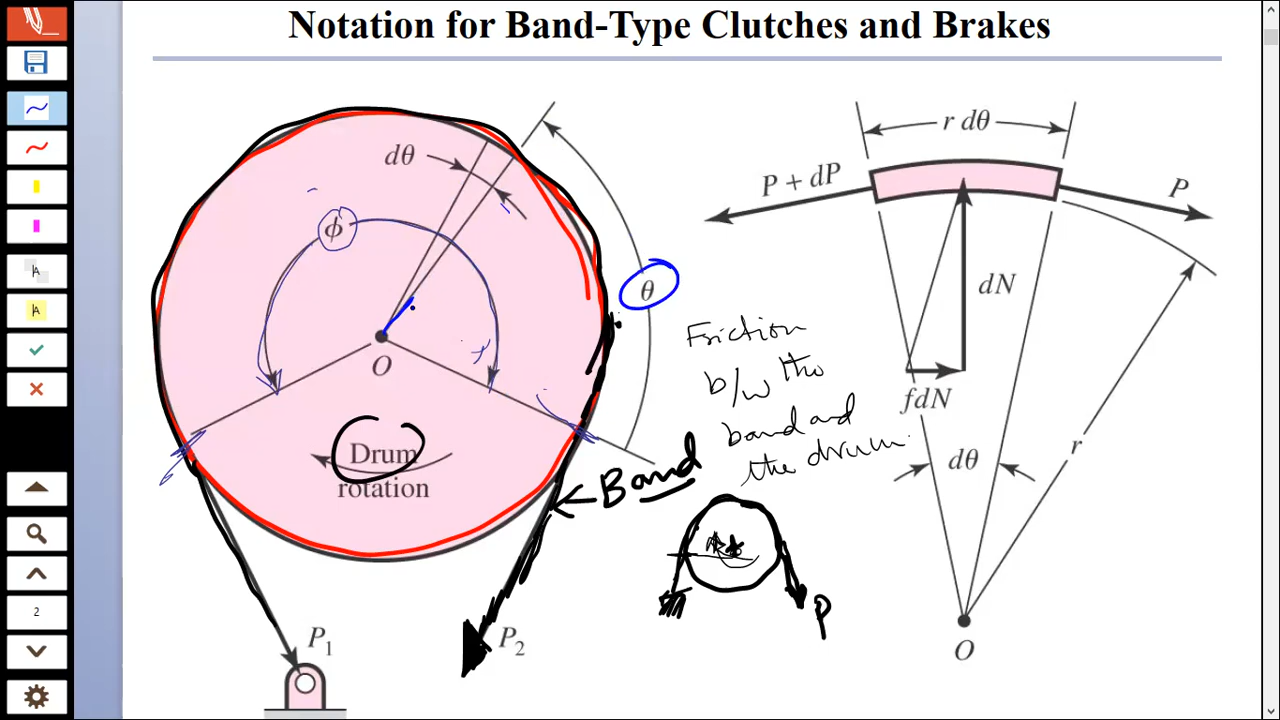 Notation for Band-Type Clutches and Brakes
dθ
ϕ
θ
O
Drum
rotation
P₁
P₂
Band
Friction
b/w the
band and
the drum.
P
r dθ
P + dP
P
dN
fdN
dθ
r
O
A
A
2